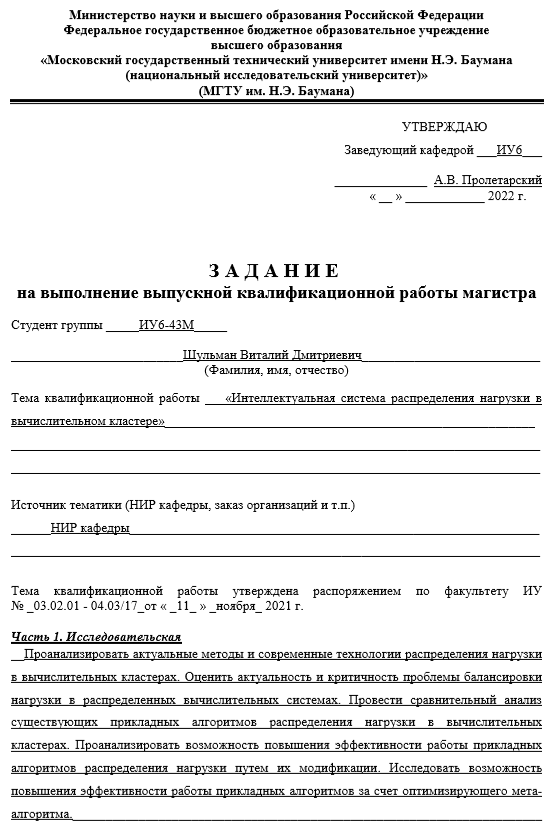 Министерство науки и высшего образования Российской Федерации
Федеральное государственное бюджетное образовательное учреждение
высшего образования
«Московский государственный технический университет имени Н.Э. Баумана
(национальный исследовательский университет)»
(МГТУ им. Н.Э. Баумана)
УТВЕРЖДАЮ
Заведующий кафедрой ___ИУ6___
______________ А.В. Пролетарский
« __ » ____________ 2022 г.
З А Д А Н И Е
на выполнение выпускной квалификационной работы магистра
Студент группы _____ИУ6-43М_____
__________________________Шульман Виталий Дмитриевич___________________________
(Фамилия, имя, отчество)
Тема квалификационной работы ___«Интеллектуальная система распределения нагрузки в
вычислительном кластере»________________________________________________________
Источник тематики (НИР кафедры, заказ организаций и т.п.)
______НИР кафедры______________________________________________________________
Тема квалификационной работы утверждена распоряжением по факультету ИУ
№ _03.02.01 - 04.03/17_от « _11_ » _ноября_ 2021 г.
Часть 1. Исследовательская
__Проанализировать актуальные методы и современные технологии распределения нагрузки
в вычислительных кластерах. Оценить актуальность и критичность проблемы балансировки
нагрузки в распределенных вычислительных системах. Провести сравнительный анализ
существующих прикладных алгоритмов распределения нагрузки в вычислительных
кластерах. Проанализировать возможность повышения эффективности работы прикладных
алгоритмов распределения нагрузки путем их модификации. Исследовать возможность
повышения эффективности работы прикладных алгоритмов за счет оптимизирующего мета-
алгоритма.______________________________________________________________________